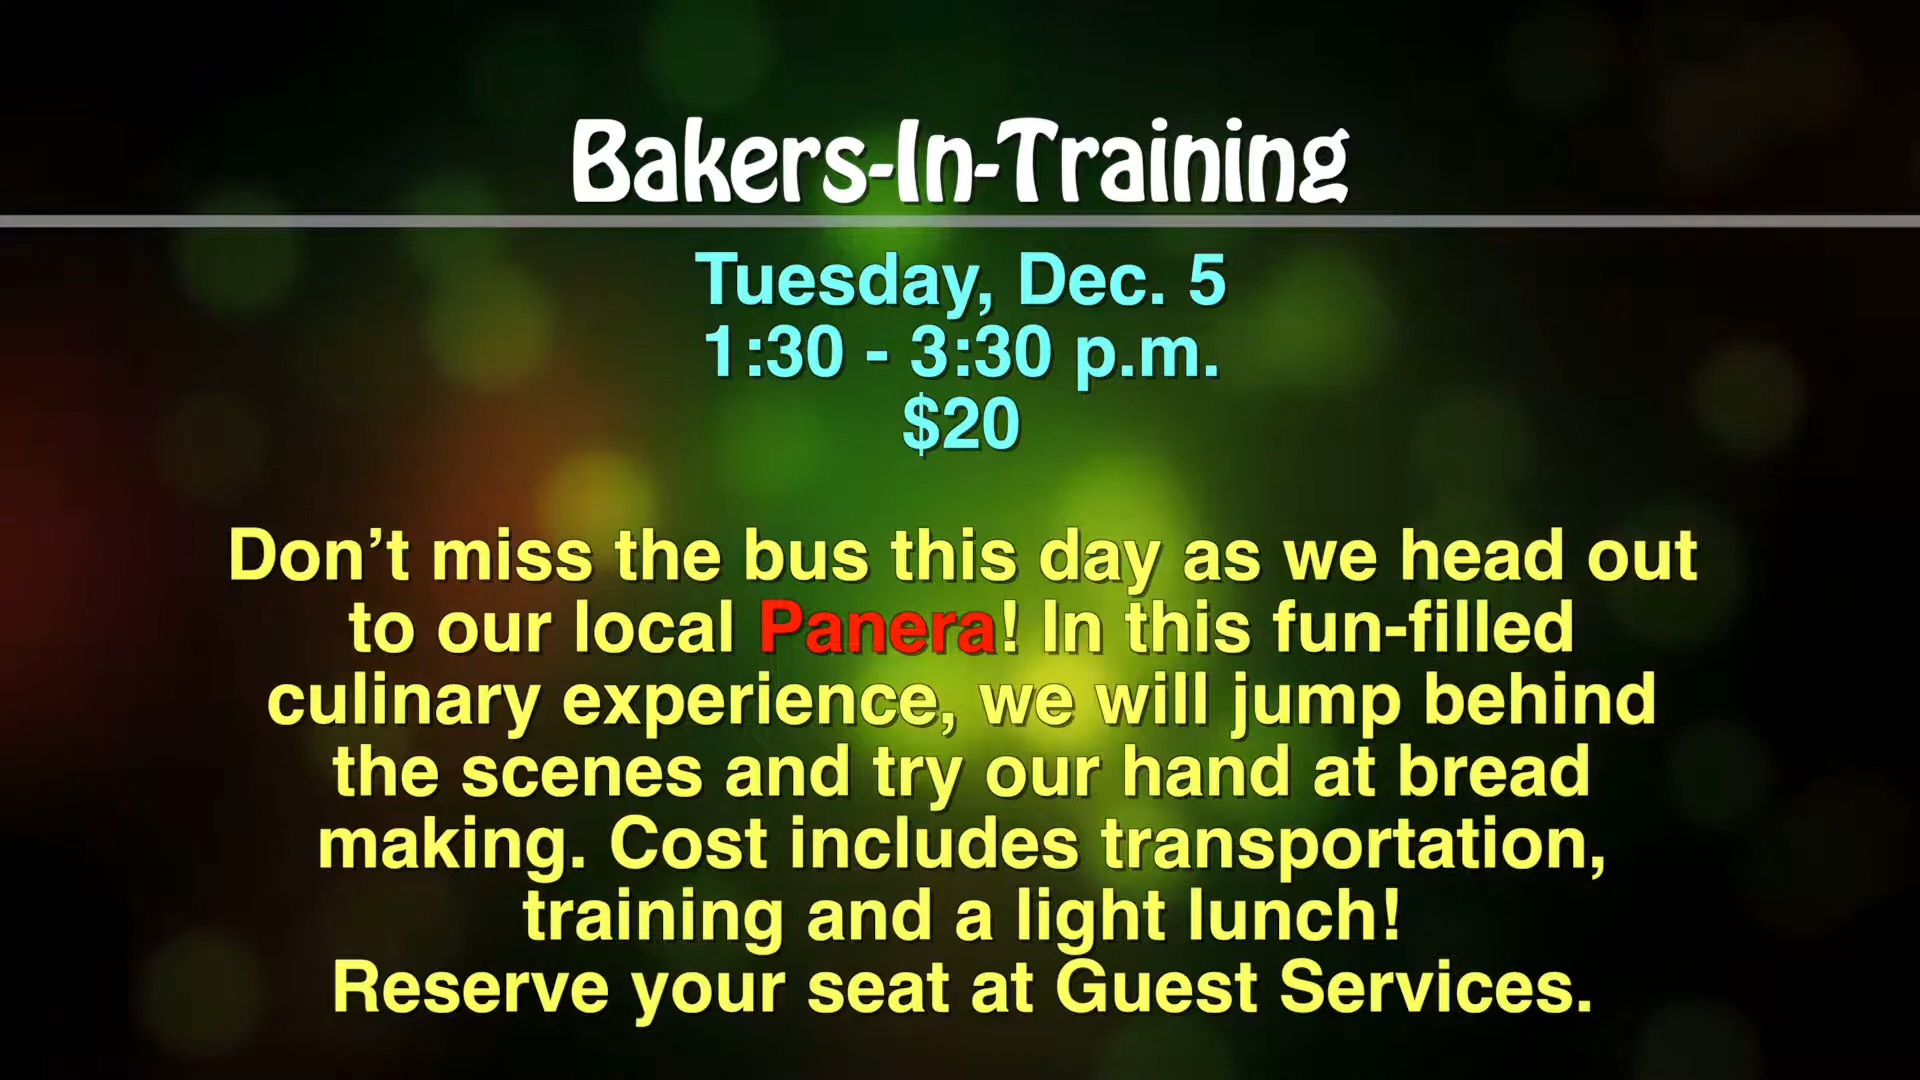 Bakers-In-Training
Tuesday, Dec. 5
1:30 - 3:30 p.m.
$20
Don’t miss the bus this day as we head out
to our local Panera! In this fun-filled
culinary experience, we will jump behind
the scenes and try our hand at bread
making. Cost includes transportation,
training and a light lunch!
Reserve your seat at Guest Services.